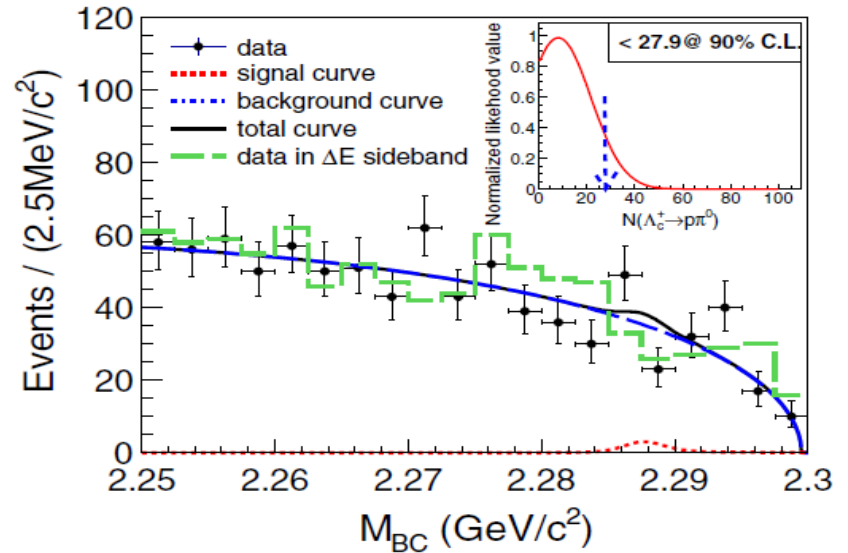 120
100
80
60
40
20
0
Events / (2.5MeV/c²)
data
signal curve
background curve
total curve
data in ΔE sideband
< 27.9@ 90% C.L.
Normalized likehood value
1
0.8
0.6
0.4
0.2
0
0 20 40 60 80 100
N(Λc⁺→pπ⁰)
2.25 2.26 2.27 2.28 2.29 2.3
M_BC (GeV/c²)